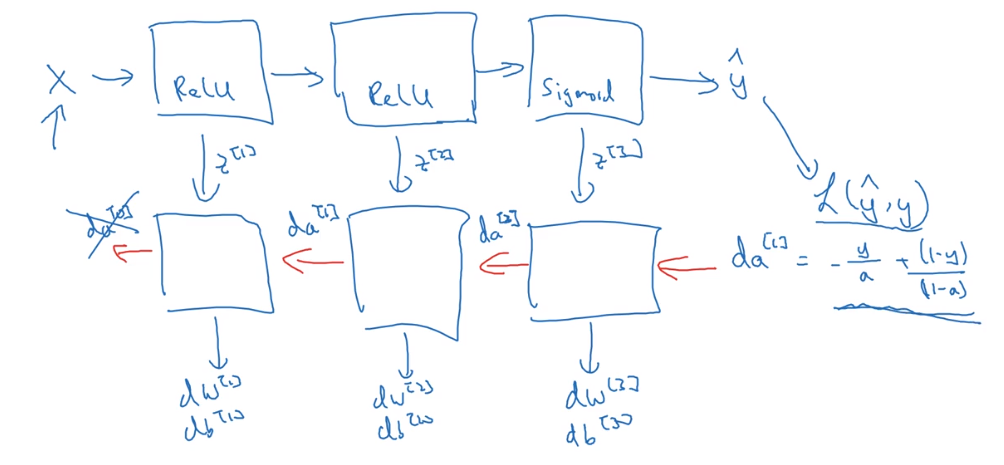 X → ReLU → ReLU → Sigmoid → ŷ
z^[1] z^[2] z^[3]
L(ŷ, y)
da^[0] da^[1] da^[2] da^[l] = - y/a + (1-y)/(1-a)
dw^[1] dw^[2] dw^[3]
db^[1] db^[2] db^[3]